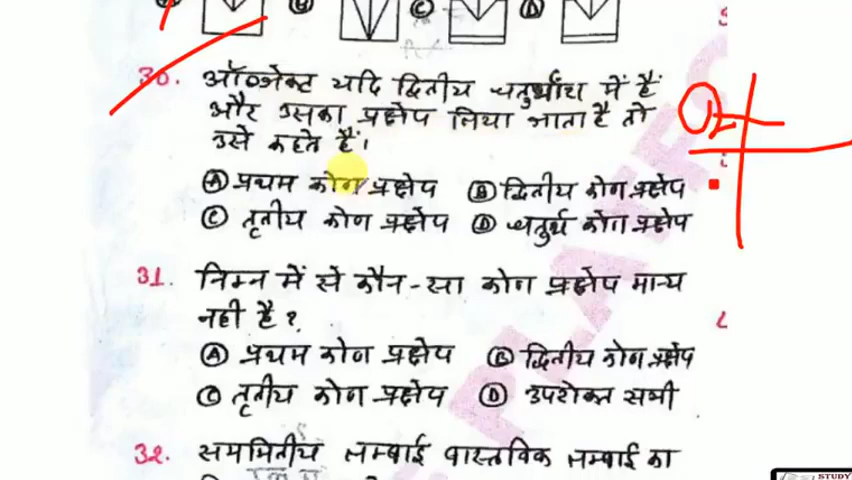 Ⓐ Ⓑ Ⓒ Ⓓ
30. ऑब्जेक्ट यदि द्वितीय चतुर्थांश में हैं
और उसका प्रक्षेप लिया जाता है तो
उसे कहते हैं।
Ⓐ प्रथम कोण प्रक्षेप Ⓑ द्वितीय कोण प्रक्षेप
Ⓒ तृतीय कोण प्रक्षेप Ⓓ चतुर्थ कोण प्रक्षेप
31. निम्न में से कौन-सा कोण प्रक्षेप मान्य
नहीं है?
Ⓐ प्रथम कोण प्रक्षेप Ⓑ द्वितीय कोण प्रक्षेप
Ⓒ तृतीय कोण प्रक्षेप Ⓓ उपरोक्त सभी
32. सममितीय लम्बाई वास्तविक लम्बाई का
STUDY